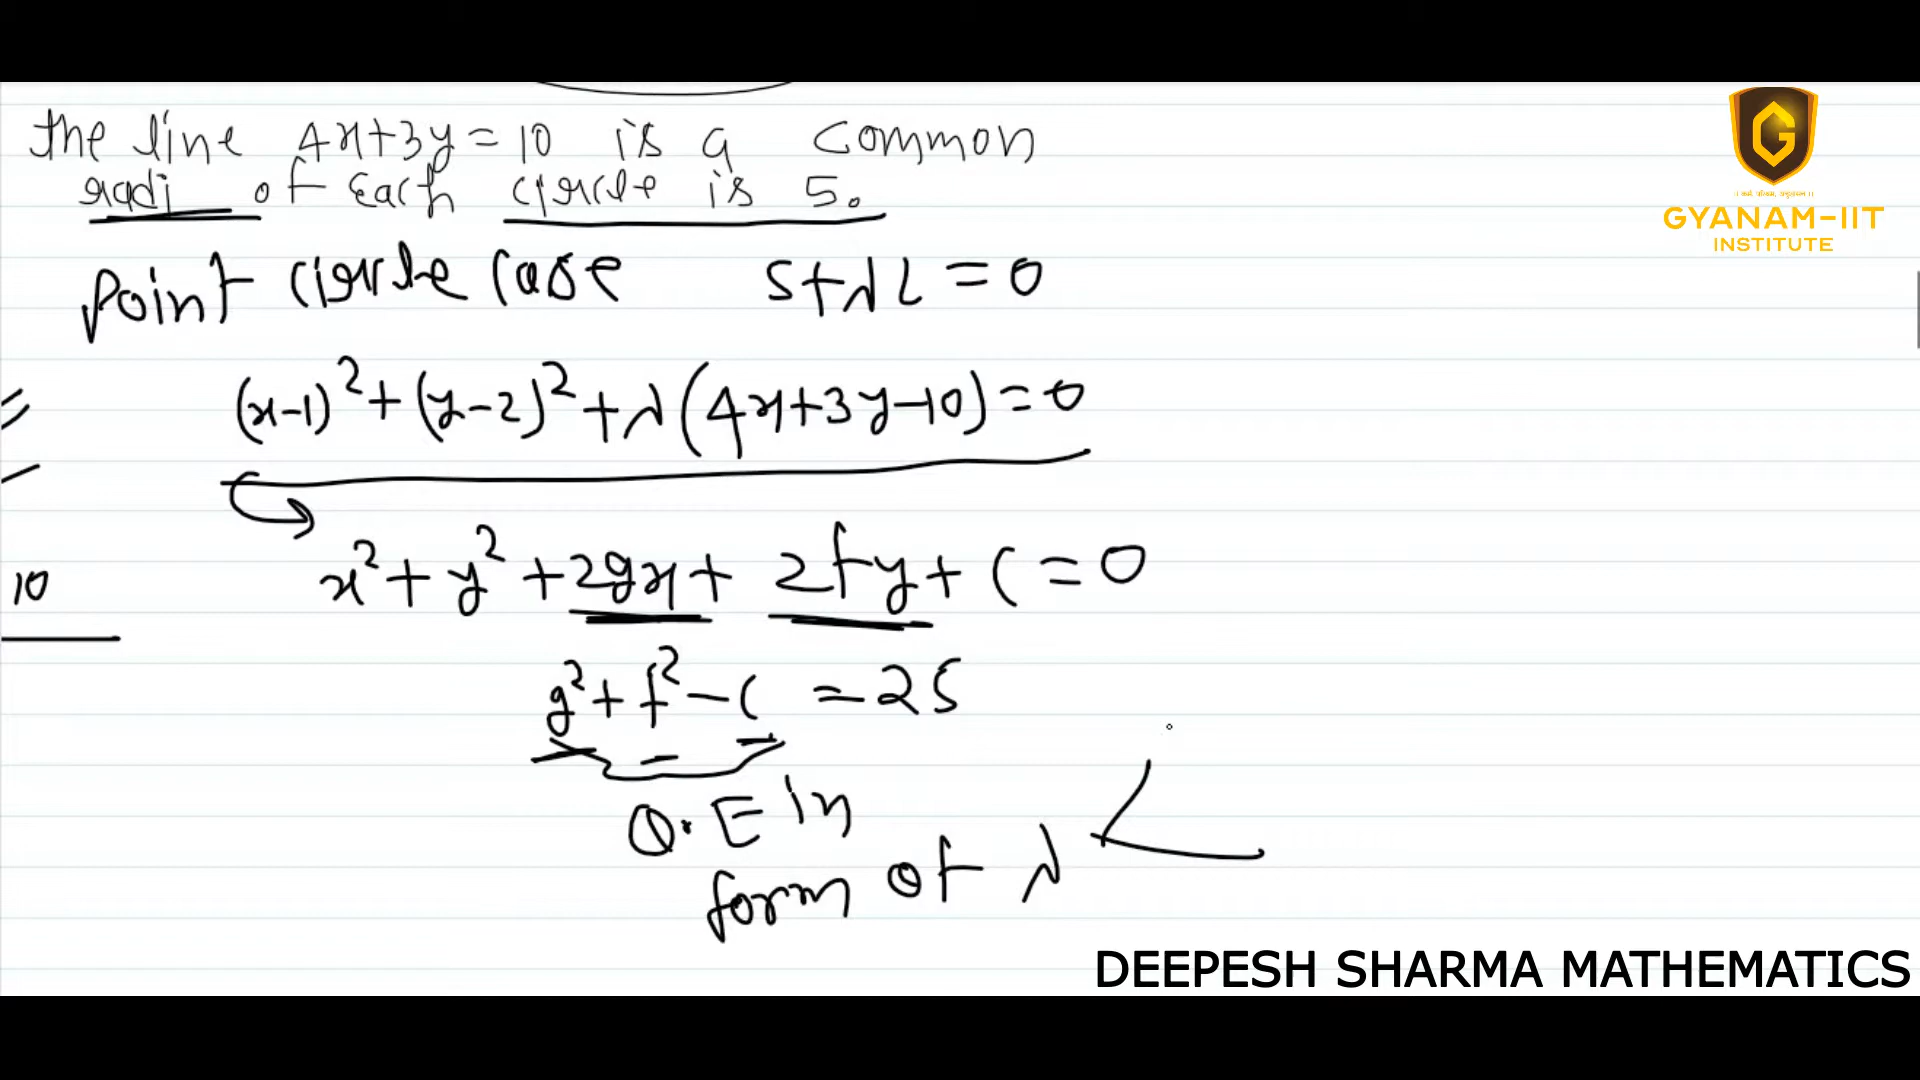 the line 4x+3y=10 is a common
radi of Each circle is 5.
Point circle case S+λL=0
(x-1)²+(y-2)²+λ(4x+3y-10)=0
x²+y²+2gx+2fy+c=0
10
g²+f²-c=25
Q.E in
form of λ
GYANAM-IIT
INSTITUTE
DEEPESH SHARMA MATHEMATICS